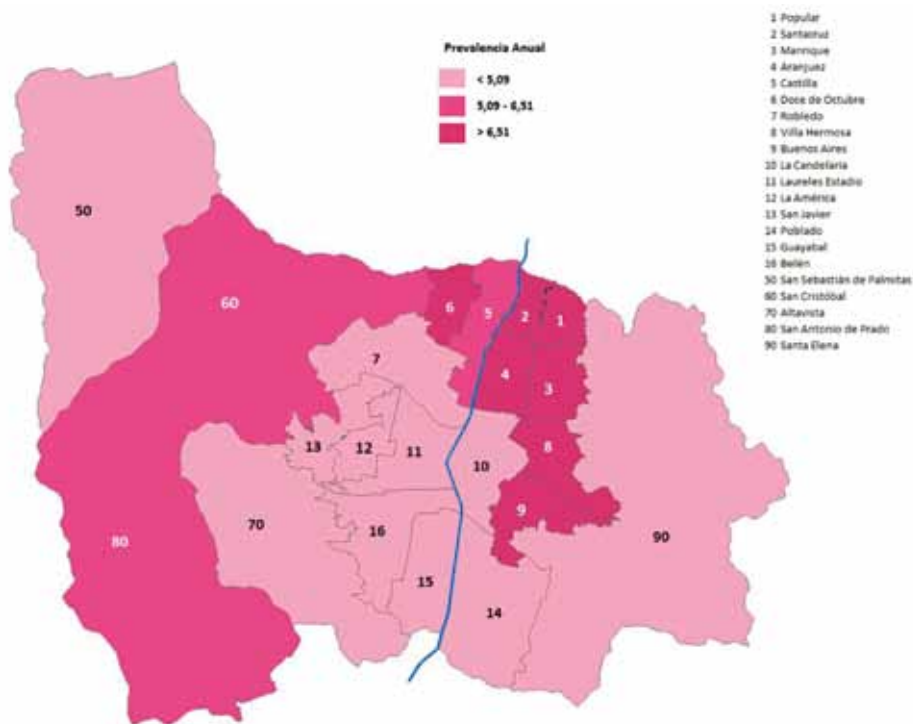 Prevalencia Anual
< 5,09
5,09 - 6,51
> 6,51
1 Popular
2 Santacruz
3 Manrique
4 Aranjuez
5 Castilla
6 Doce de Octubre
7 Robledo
8 Villa Hermosa
9 Buenos Aires
10 La Candelaria
11 Laureles Estadio
12 La América
13 San Javier
14 Poblado
15 Guayabal
16 Belén
50 San Sebastián de Palmitas
60 San Cristóbal
70 Altavista
80 San Antonio de Prado
90 Santa Elena
50
60
6
5
2
1
7
4
3
13
12
11
10
8
9
70
16
80
90
15
14